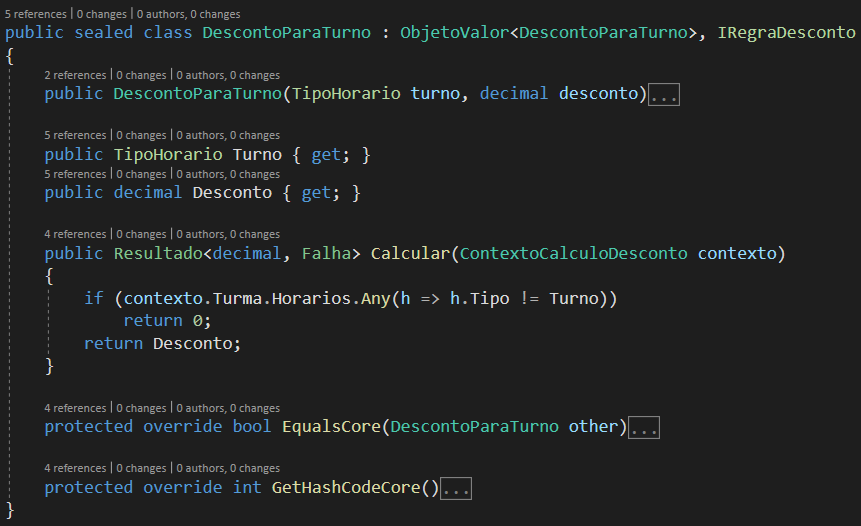 5 references | 0 changes | 0 authors, 0 changes
public sealed class DescontoParaTurno : ObjetoValor<DescontoParaTurno>, IRegraDesconto
{
2 references | 0 changes | 0 authors, 0 changes
public DescontoParaTurno(TipoHorario turno, decimal desconto)...
5 references | 0 changes | 0 authors, 0 changes
public TipoHorario Turno { get; }
5 references | 0 changes | 0 authors, 0 changes
public decimal Desconto { get; }
4 references | 0 changes | 0 authors, 0 changes
public Resultado<decimal, Falha> Calcular(ContextoCalculoDesconto contexto)
{
if (contexto.Turma.Horarios.Any(h => h.Tipo != Turno))
return 0;
return Desconto;
}
4 references | 0 changes | 0 authors, 0 changes
protected override bool EqualsCore(DescontoParaTurno other)...
4 references | 0 changes | 0 authors, 0 changes
protected override int GetHashCodeCore()...
}